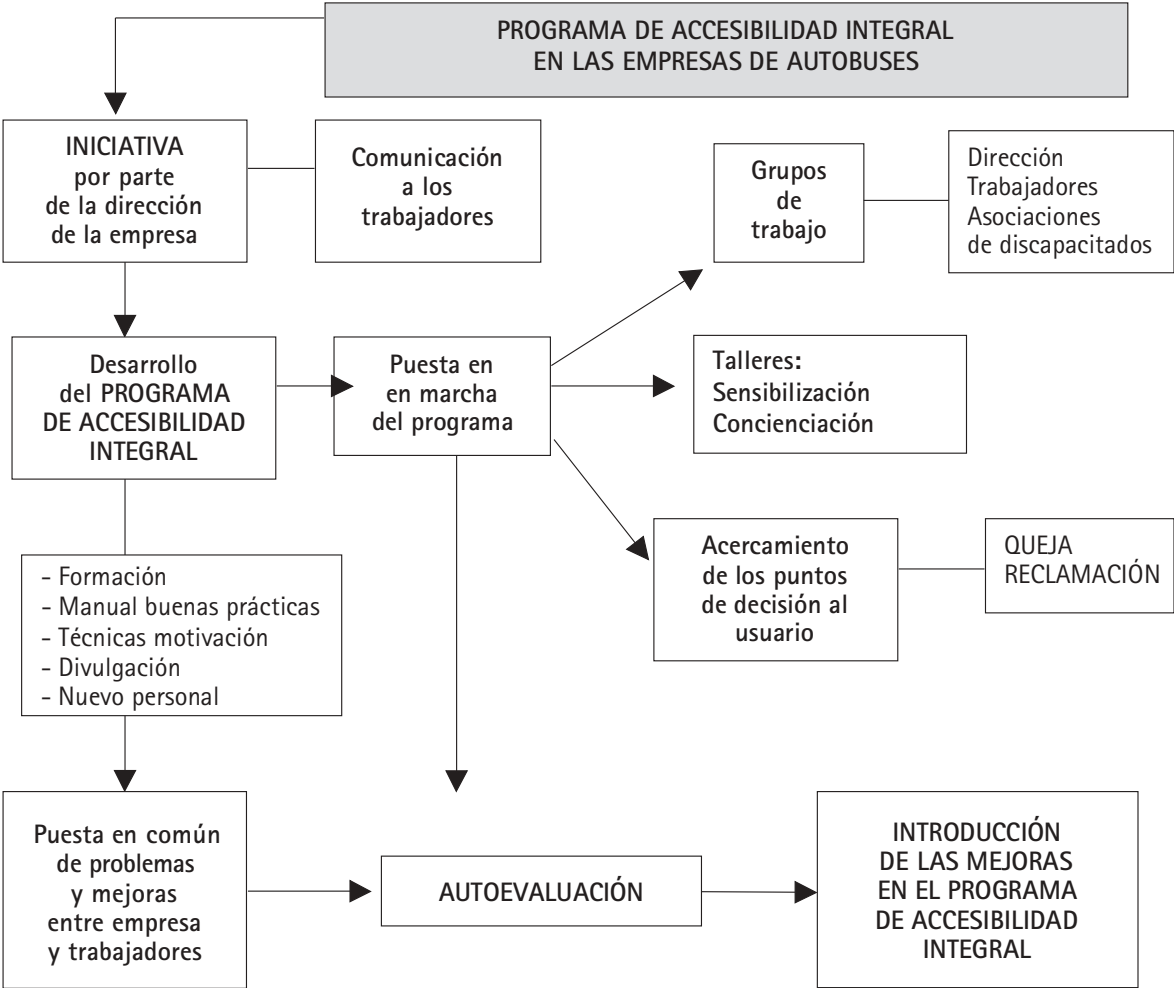 PROGRAMA DE ACCESIBILIDAD INTEGRAL
EN LAS EMPRESAS DE AUTOBUSES
INICIATIVA
por parte
de la dirección
de la empresa
Comunicación
a los
trabajadores
Grupos
de
trabajo
Dirección
Trabajadores
Asociaciones
de discapacitados
Desarrollo
del PROGRAMA
DE ACCESIBILIDAD
INTEGRAL
Puesta en
en marcha
del programa
Talleres:
Sensibilización
Concienciación
Acercamiento
de los puntos
de decisión al
usuario
QUEJA
RECLAMACIÓN
- Formación
- Manual buenas prácticas
- Técnicas motivación
- Divulgación
- Nuevo personal
Puesta en común
de problemas
y mejoras
entre empresa
y trabajadores
AUTOEVALUACIÓN
INTRODUCCIÓN
DE LAS MEJORAS
EN EL PROGRAMA
DE ACCESIBILIDAD
INTEGRAL